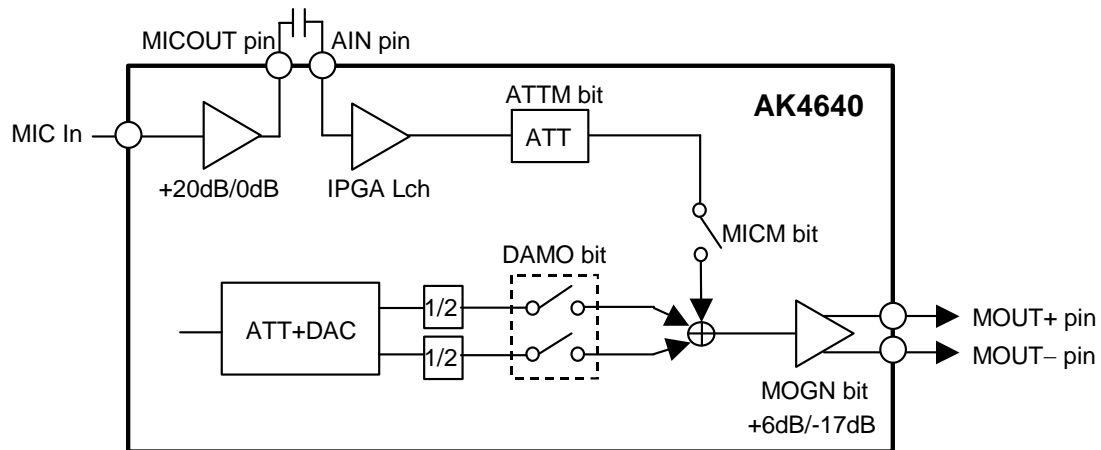 MICOUT pin
AIN pin
AK4640
ATTM bit
MIC In
ATT
+20dB/0dB
IPGA Lch
MICM bit
DAMO bit
1/2
ATT+DAC
1/2
MOUT+ pin
MOUT− pin
MOGN bit
+6dB/-17dB